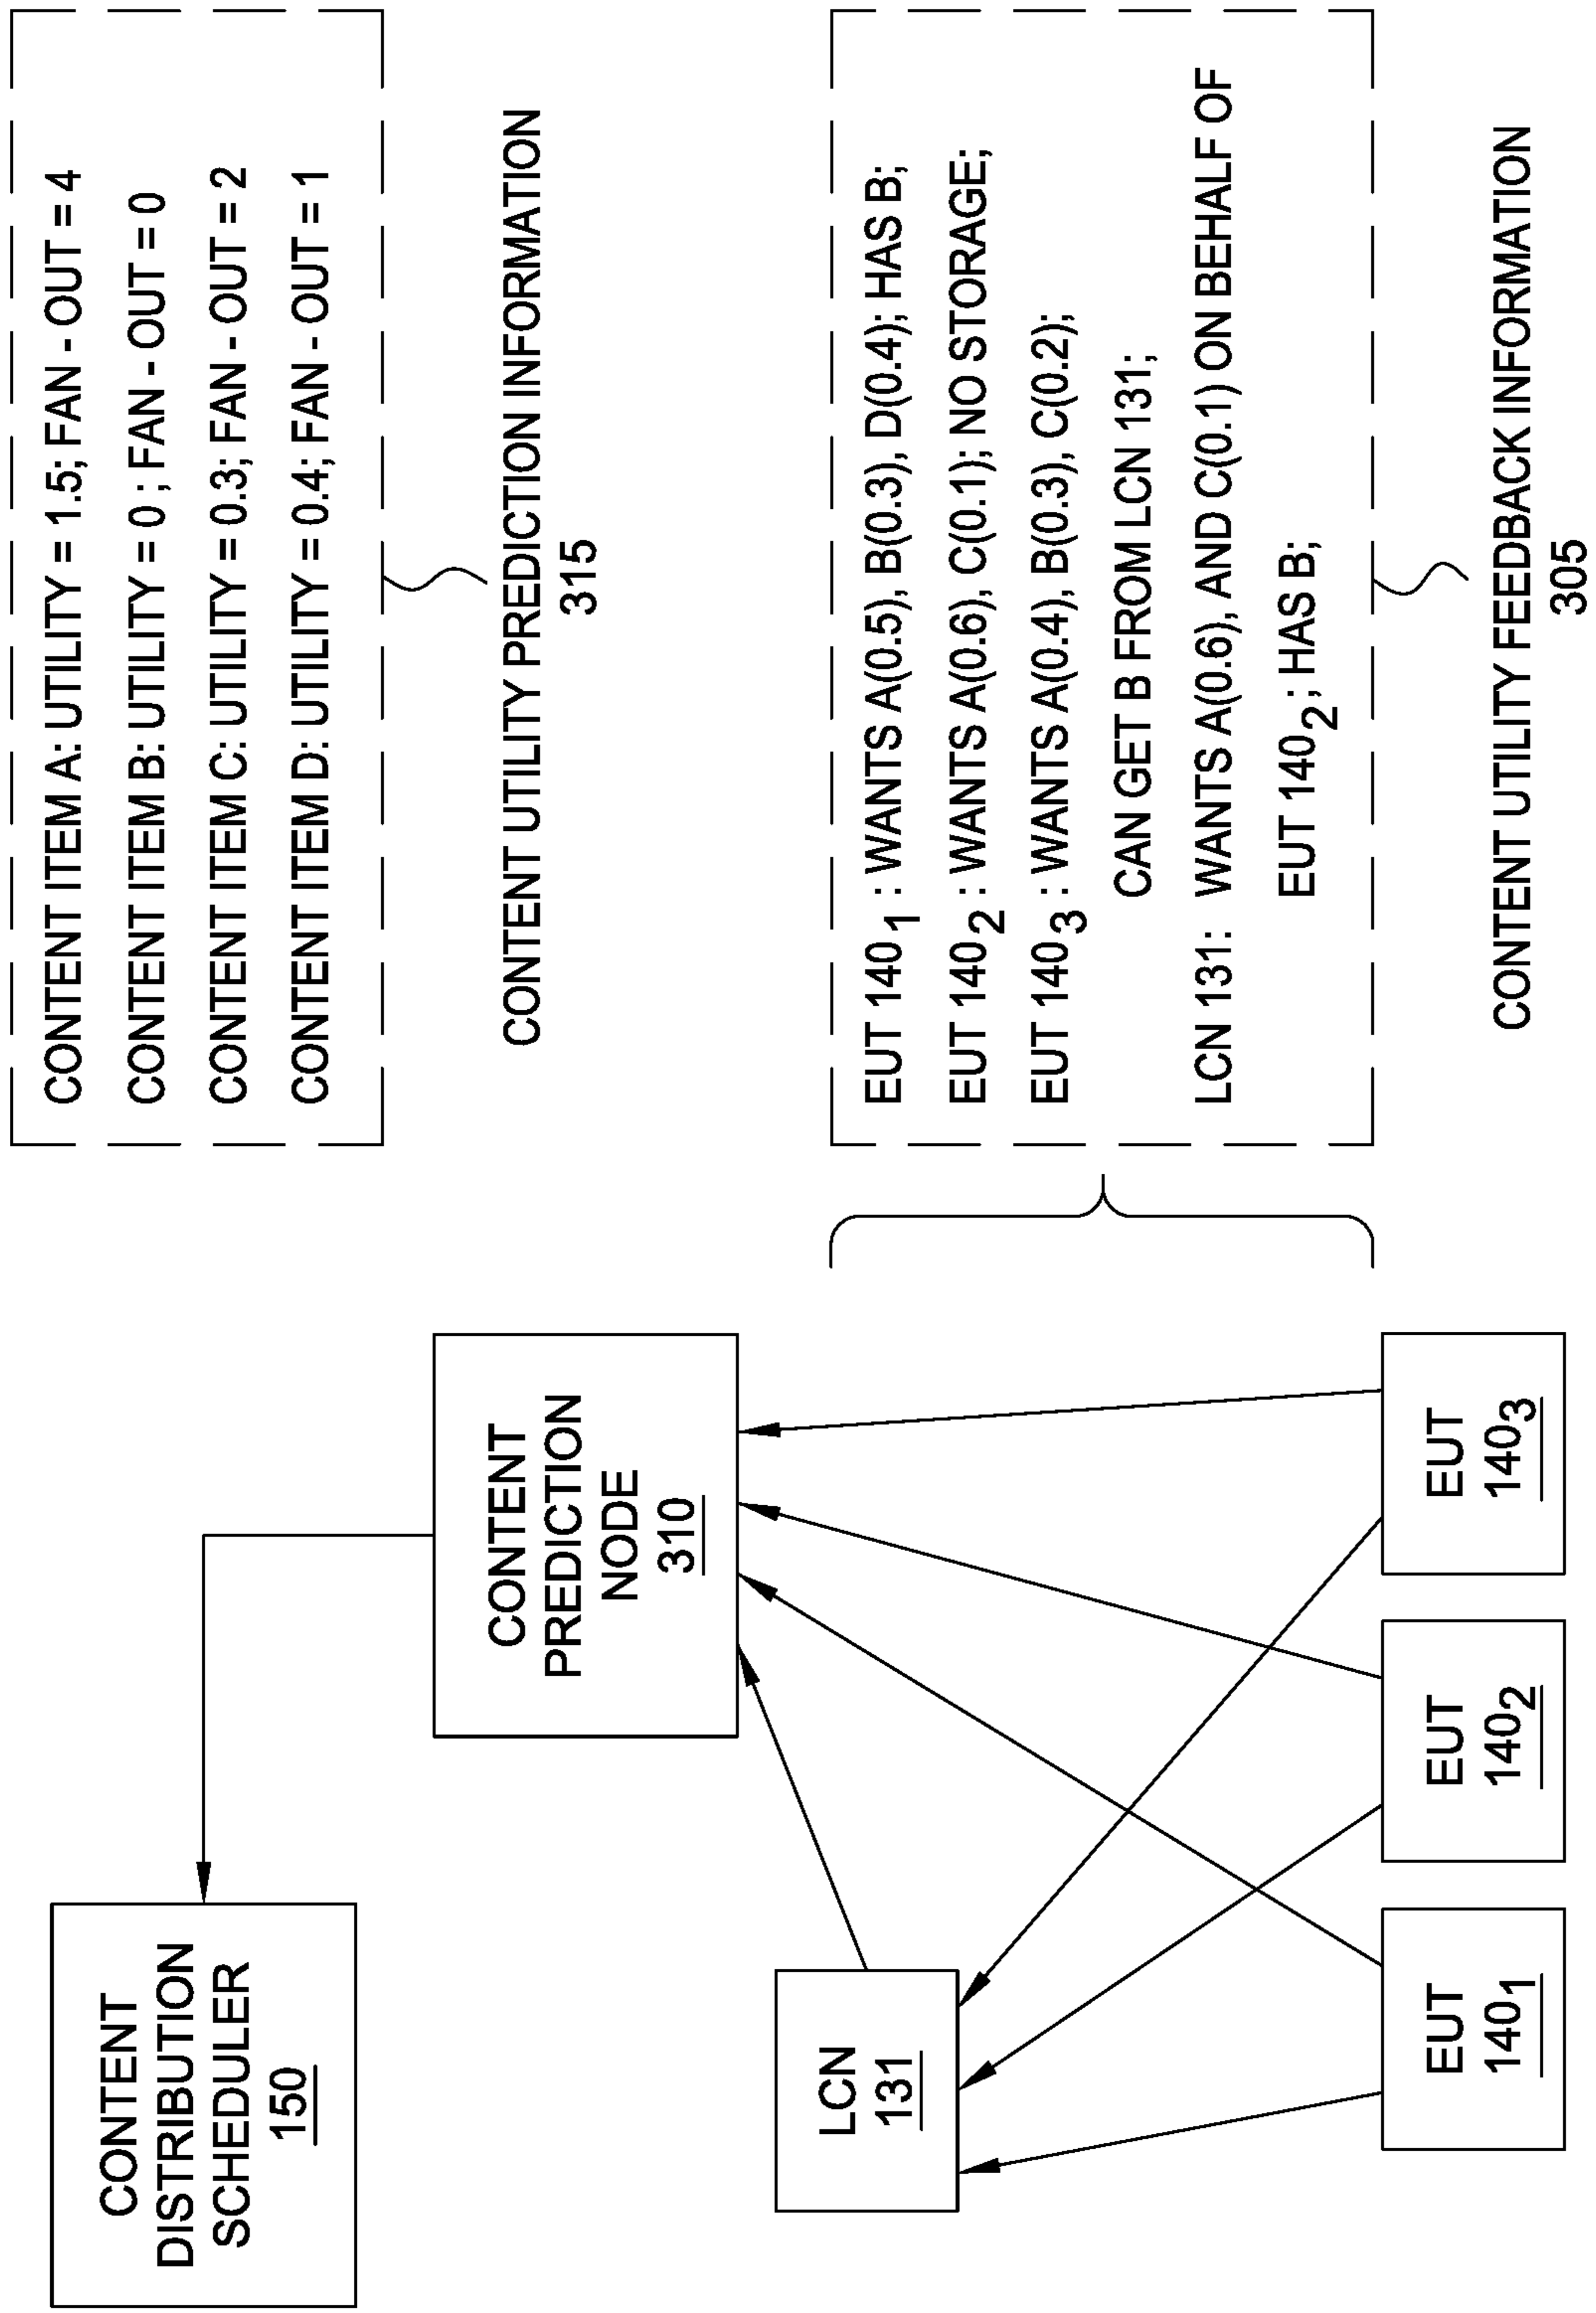 CONTENT
DISTRIBUTION
SCHEDULER
150
CONTENT
PREDICTION
NODE
310
LCN
131
EUT
140₁
EUT
140₂
EUT
140₃
CONTENT ITEM A: UTILITY = 1.5; FAN - OUT = 4
CONTENT ITEM B: UTILITY = 0 ; FAN - OUT = 0
CONTENT ITEM C: UTILITY = 0.3; FAN - OUT = 2
CONTENT ITEM D: UTILITY = 0.4; FAN - OUT = 1
CONTENT UTILITY PREDICTION INFORMATION
315
EUT 140₁ : WANTS A(0.5), B(0.3), D(0.4); HAS B;
EUT 140₂ : WANTS A(0.6), C(0.1); NO STORAGE;
EUT 140₃ : WANTS A(0.4), B(0.3), C(0.2);
CAN GET B FROM LCN 131;
LCN 131: WANTS A(0.6), AND C(0.1) ON BEHALF OF
EUT 140₂ ; HAS B;
CONTENT UTILITY FEEDBACK INFORMATION
305